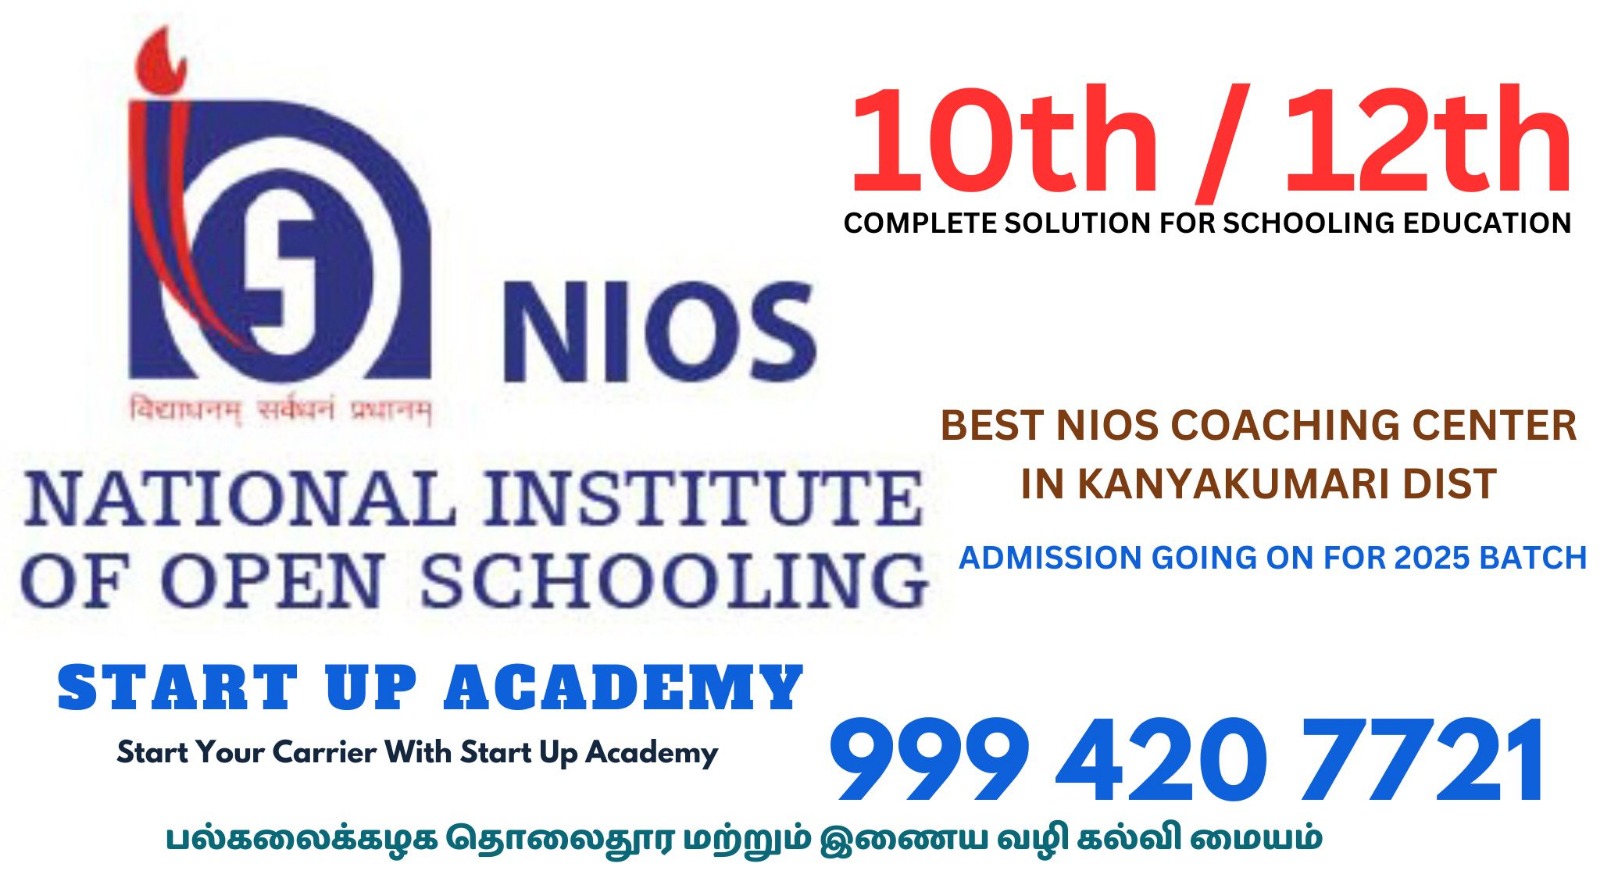 10th / 12th
COMPLETE SOLUTION FOR SCHOOLING EDUCATION
NIOS
विद्याधनम् सर्वधनं प्रधानम्
NATIONAL INSTITUTE
OF OPEN SCHOOLING
BEST NIOS COACHING CENTER
IN KANYAKUMARI DIST
ADMISSION GOING ON FOR 2025 BATCH
START UP ACADEMY
Start Your Carrier With Start Up Academy
999 420 7721
பல்கலைக்கழக தொலைதூர மற்றும் இணைய வழி கல்வி மையம்